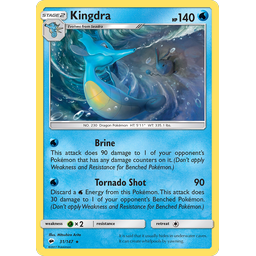 STAGE 2 Kingdra HP 140
Evolves from Seadra
NO. 230 Dragon Pokémon HT: 5'11" WT: 335.1 lbs.
Brine
This attack does 90 damage to 1 of your opponent's
Pokémon that has any damage counters on it. (Don't apply
Weakness and Resistance for Benched Pokémon.)
Tornado Shot 90
Discard a Energy from this Pokémon. This attack does
30 damage to 1 of your opponent's Benched Pokémon.
(Don't apply Weakness and Resistance for Benched Pokémon.)
weakness ×2 resistance retreat
31/147